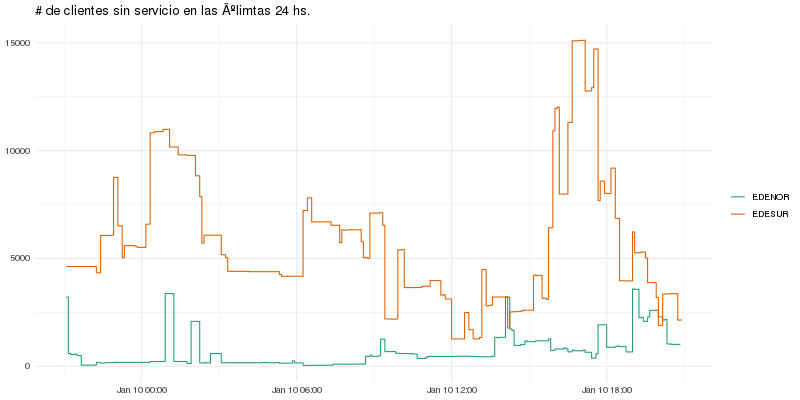 # de clientes sin servicio en las Ãºlimtas 24 hs.
15000
10000
5000
0
Jan 10 00:00
Jan 10 06:00
Jan 10 12:00
Jan 10 18:00
EDENOR
EDESUR